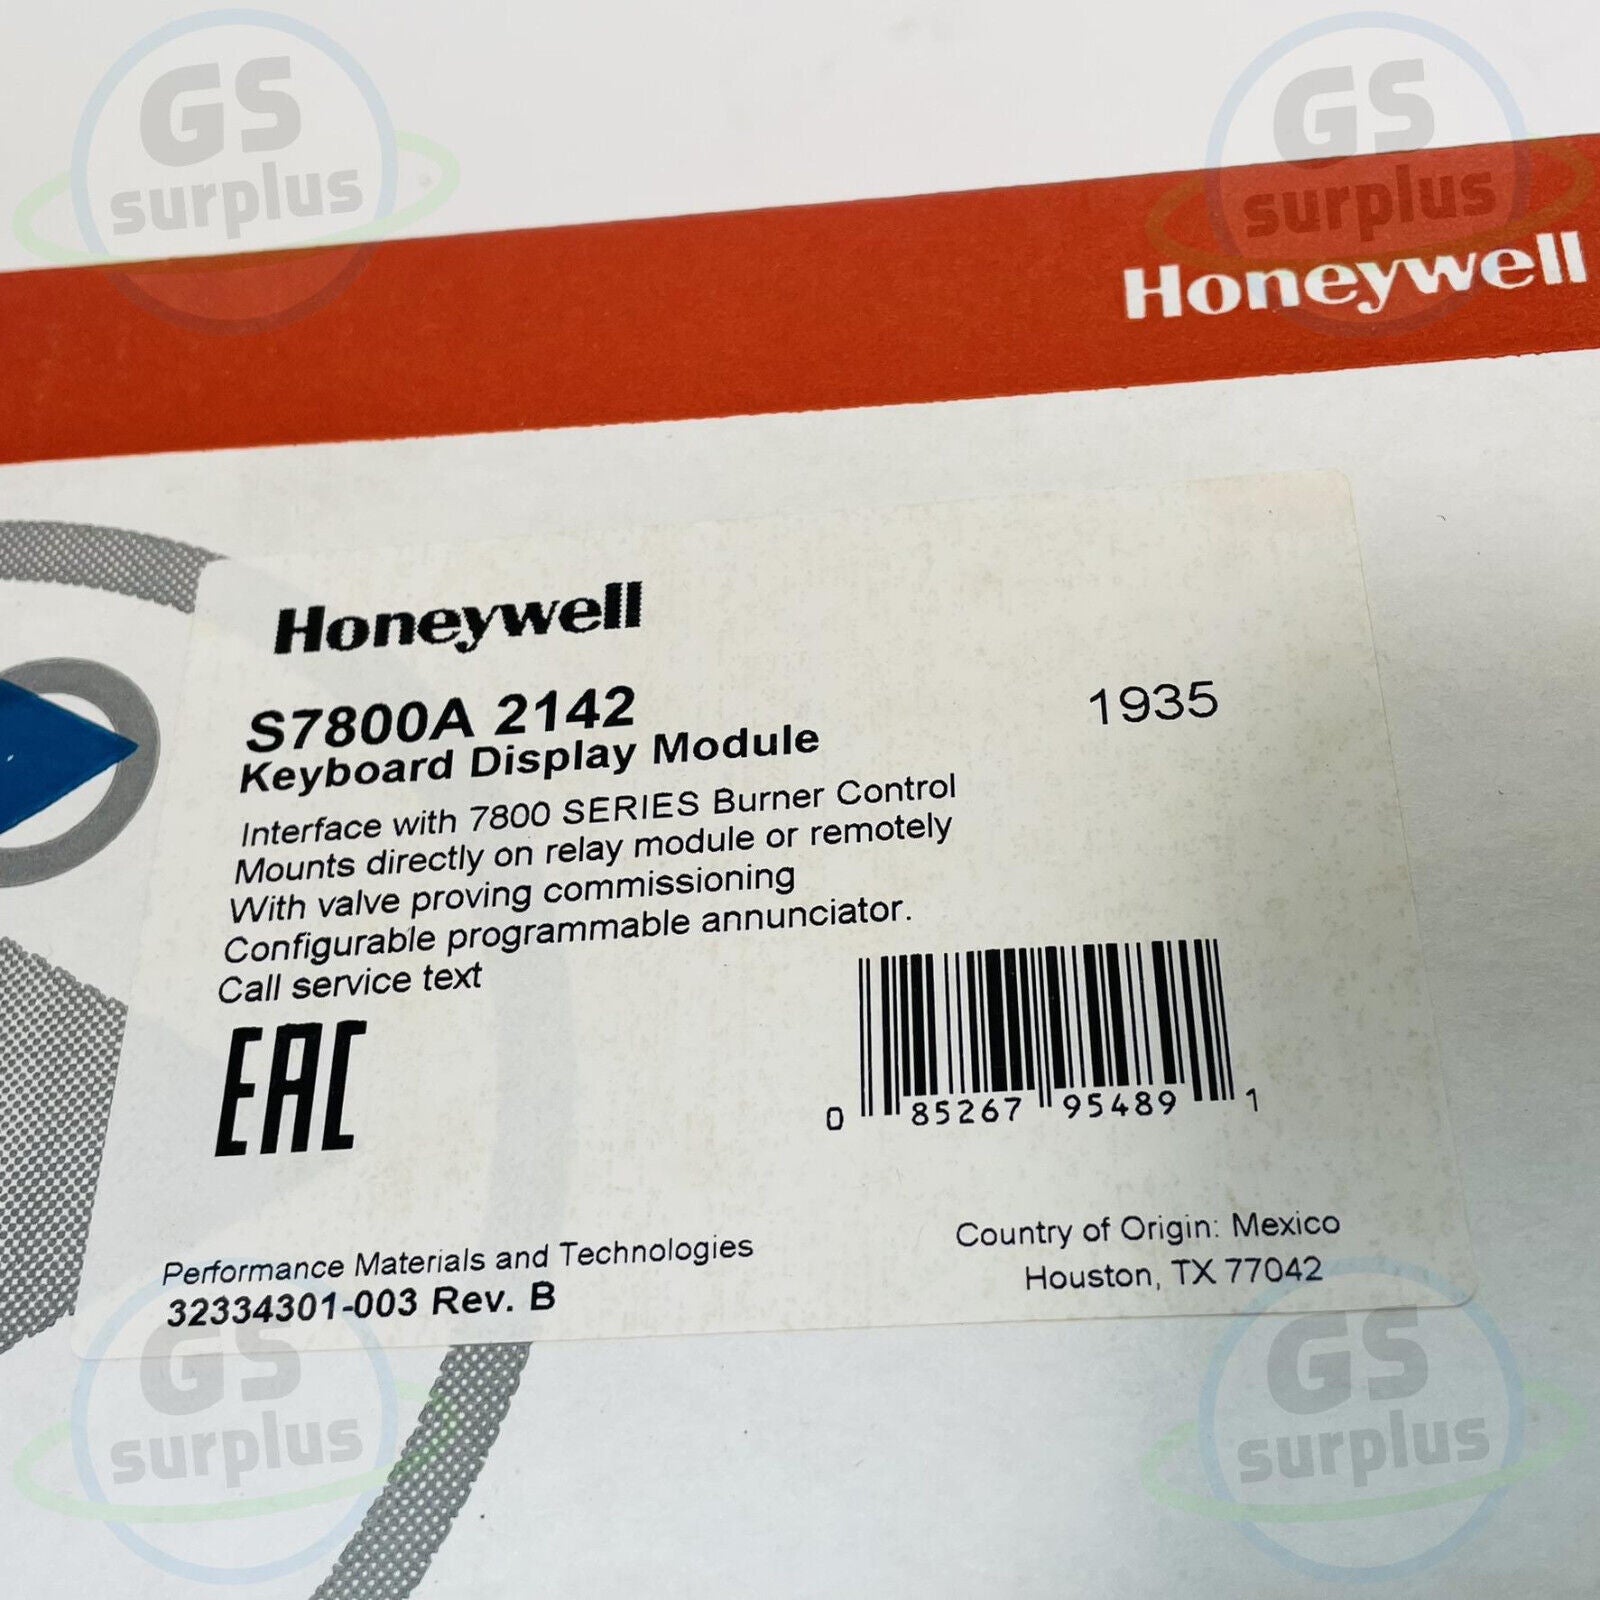 GS
surplus
GS
surplus
Honeywell
Honeywell
S7800A 2142
1935
Keyboard Display Module
Interface with 7800 SERIES Burner Control
Mounts directly on relay module or remotely
With valve proving commissioning
Configurable programmable annunciator.
Call service text
EAC
0 85267 95489 1
Performance Materials and Technologies
32334301-003 Rev. B
Country of Origin: Mexico
Houston, TX 77042
GS
surplus
GS
surplus